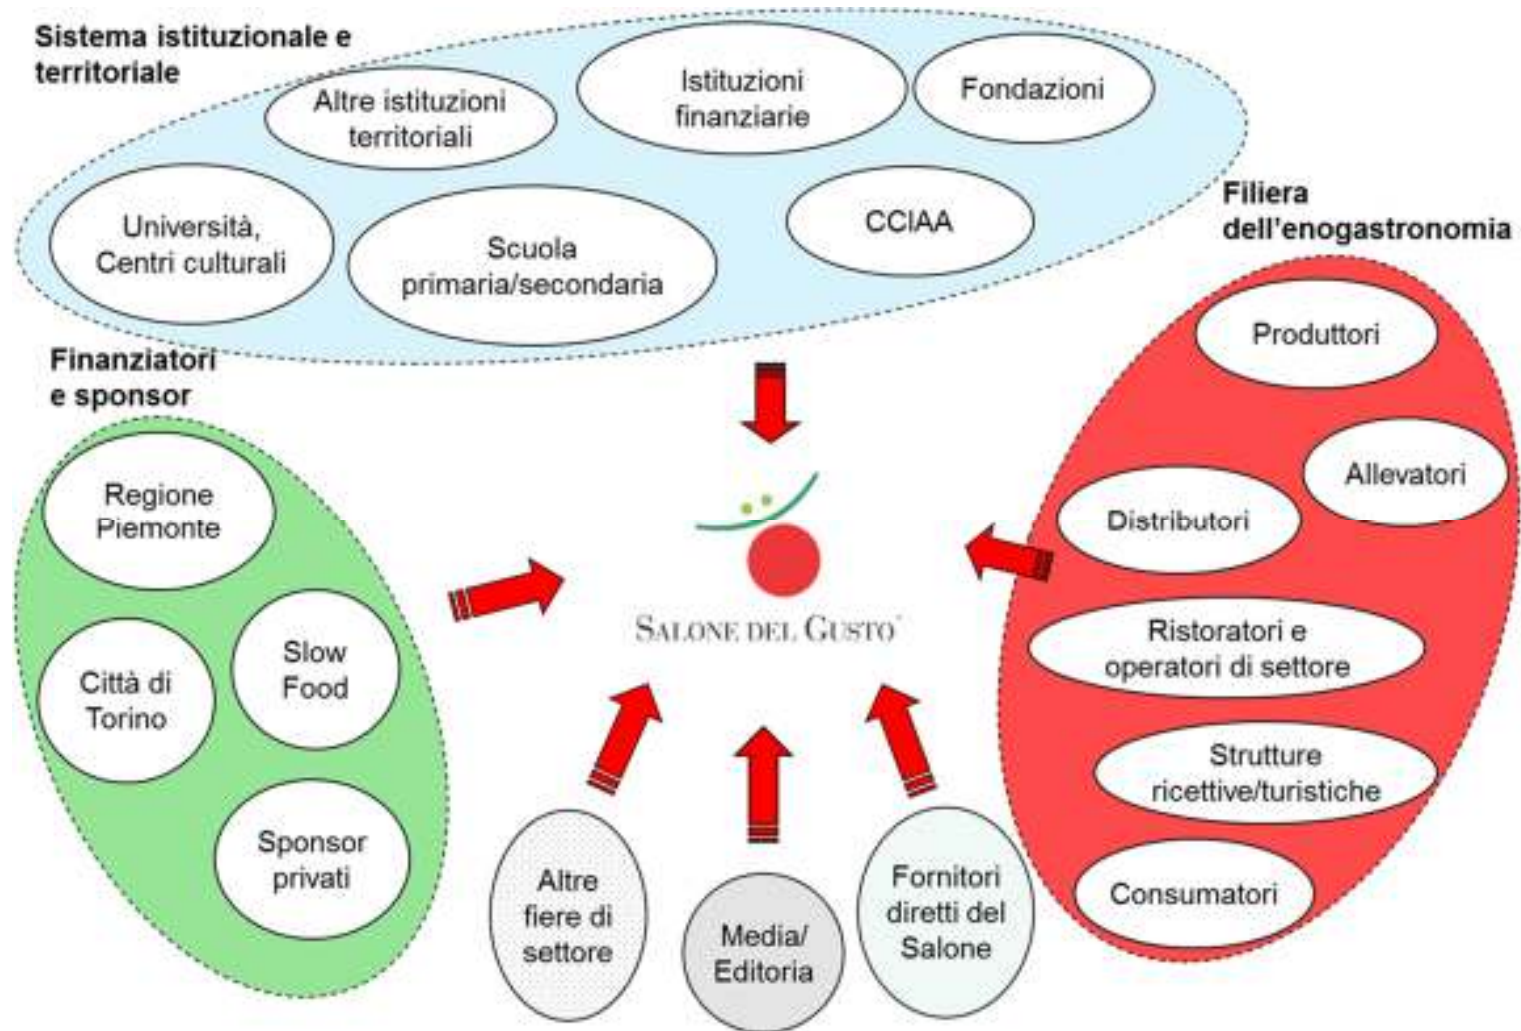 Sistema istituzionale e
territoriale
Altre istituzioni
territoriali
Istituzioni
finanziarie
Fondazioni
Università,
Centri culturali
Scuola
primaria/secondaria
CCIAA
Filiera
dell'enogastronomia
Produttori
Allevatori
Distributori
Ristoratori e
operatori di settore
Strutture
ricettive/turistiche
Consumatori
Finanziatori
e sponsor
Regione
Piemonte
Slow
Food
Città di
Torino
Sponsor
privati
SALONE DEL GUSTO
Altre
fiere di
settore
Media/
Editoria
Fornitori
diretti del
Salone